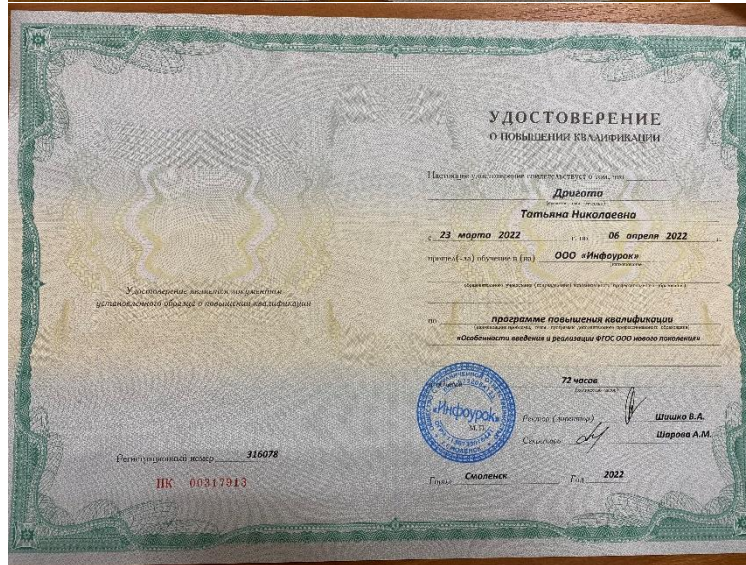 Удостоверение является документом
установленного образца о повышении квалификации
Регистрационный номер 316078
ПК 00317913
УДОСТОВЕРЕНИЕ
О ПОВЫШЕНИИ КВАЛИФИКАЦИИ
Настоящее удостоверение свидетельствует о том, что
Дригота
Татьяна Николаевна
с 23 марта 2022 г. по 06 апреля 2022 г.
прошел(-ла) обучение в (на) ООО «Инфоурок»
по программе повышения квалификации
«Особенности введения и реализации ФГОС ООО нового поколения»
72 часов
«Инфоурок»
М.П.
Ректор (директор) Шишко В.А.
Секретарь Шарова А.М.
Город Смоленск Год 2022